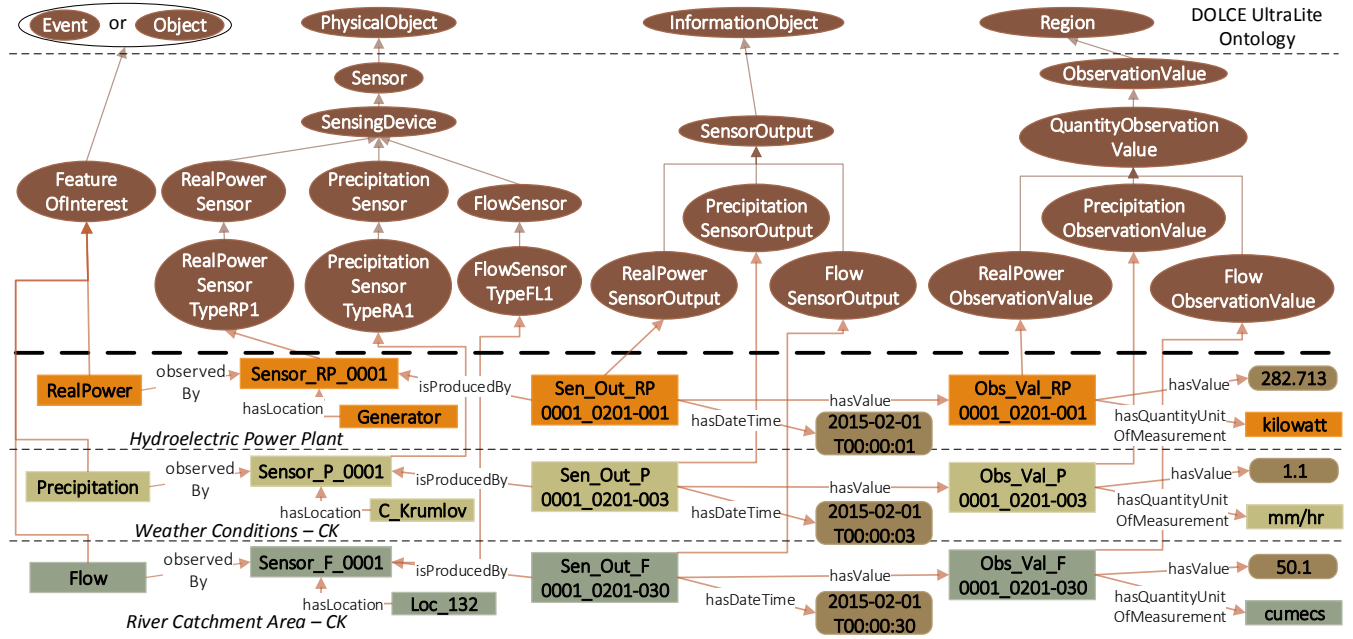 Event or Object
PhysicalObject
InformationObject
Region
DOLCE UltraLite
Ontology
Sensor
ObservationValue
SensingDevice
SensorOutput
QuantityObservation
Value
Feature
OfInterest
RealPower
Sensor
Precipitation
Sensor
FlowSensor
Precipitation
SensorOutput
Precipitation
ObservationValue
RealPower
Sensor
TypeRP1
Precipitation
Sensor
TypeRA1
FlowSensor
TypeFL1
RealPower
SensorOutput
Flow
SensorOutput
RealPower
ObservationValue
Flow
ObservationValue
RealPower
observed
By
Sensor_RP_0001
isProducedBy
Sen_Out_RP
0001_0201-001
hasValue
Obs_Val_RP
0001_0201-001
hasValue
282.713
hasLocation
Generator
hasDateTime
2015-02-01
T00:00:01
hasQuantityUnit
OfMeasurement
kilowatt
Hydroelectric Power Plant
Precipitation
observed
By
Sensor_P_0001
isProducedBy
Sen_Out_P
0001_0201-003
hasValue
Obs_Val_P
0001_0201-003
hasValue
1.1
hasLocation
C_Krumlov
hasDateTime
2015-02-01
T00:00:03
hasQuantityUnit
OfMeasurement
mm/hr
Weather Conditions – CK
Flow
observed
By
Sensor_F_0001
isProducedBy
Sen_Out_F
0001_0201-030
hasValue
Obs_Val_F
0001_0201-030
hasValue
50.1
hasLocation
Loc_132
hasDateTime
2015-02-01
T00:00:30
hasQuantityUnit
OfMeasurement
cumecs
River Catchment Area – CK